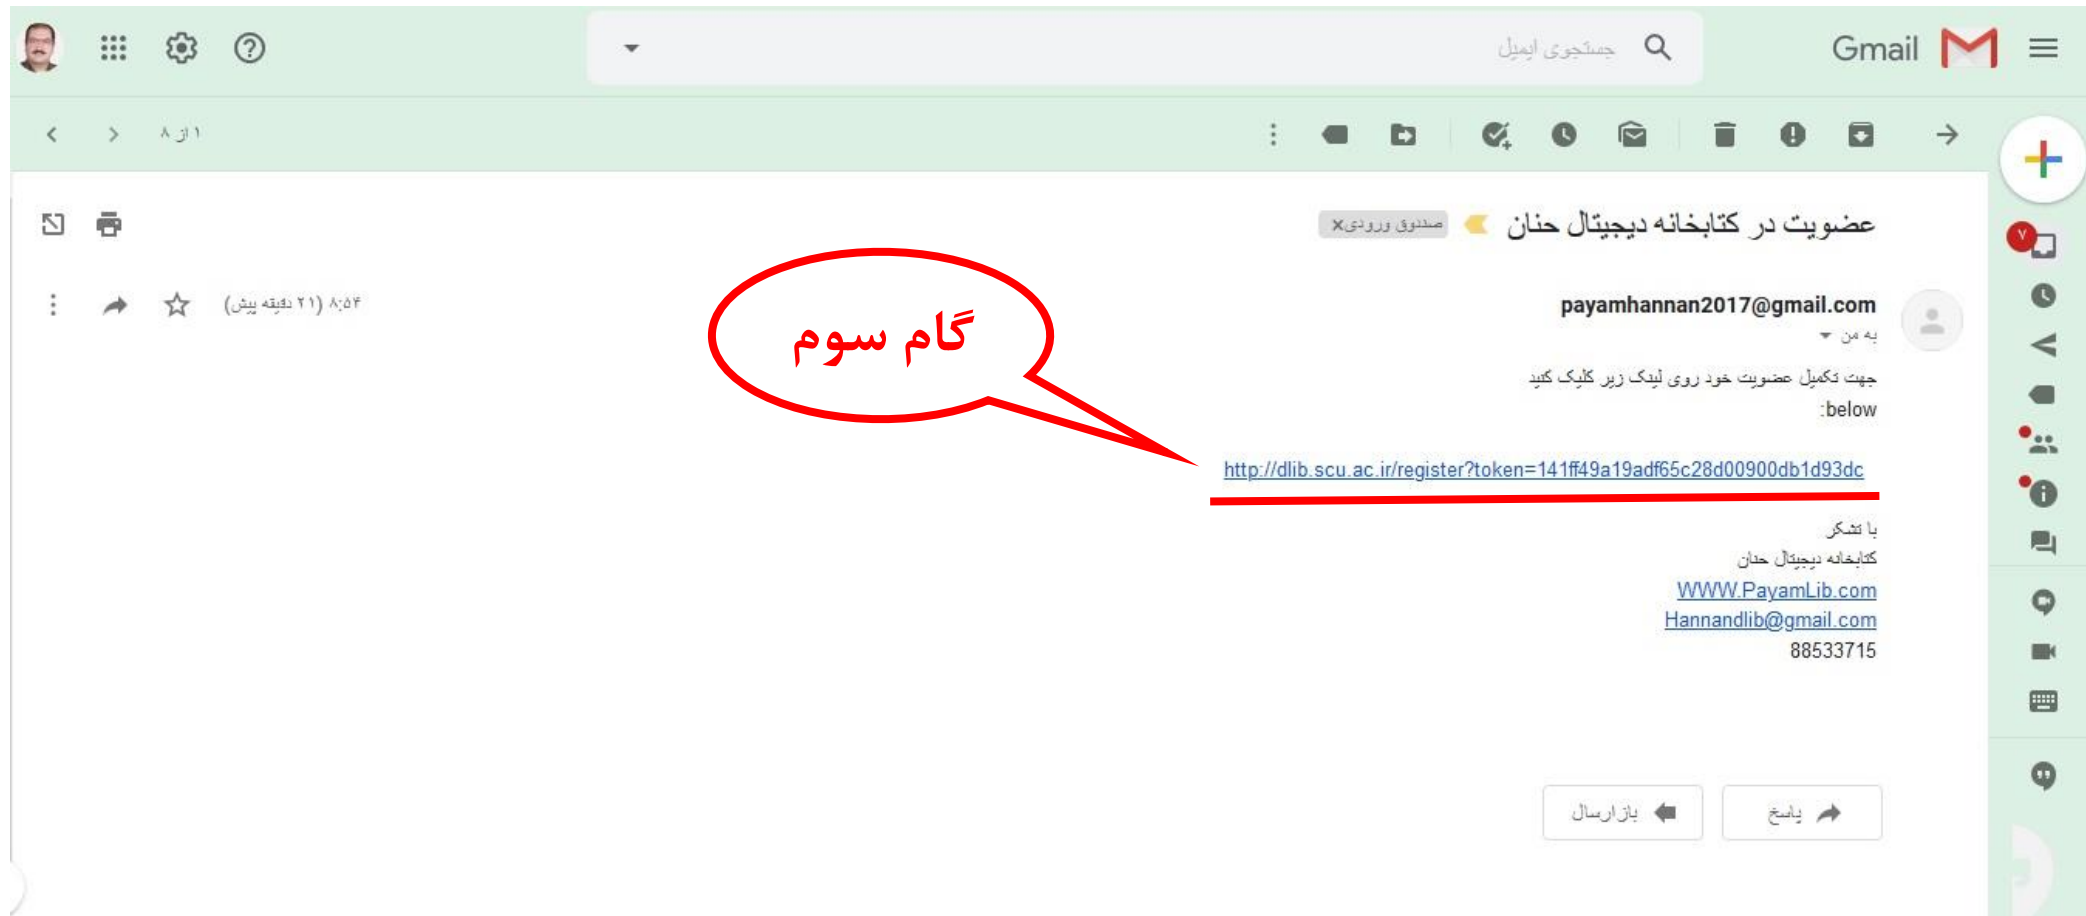 Gmail
جستجوی ایمیل
۱ از ۸
عضویت در کتابخانه دیجیتال حنان
صندوق ورودی x
payamhannan2017@gmail.com
۸:۵۴ (۲۱ دقیقه پیش)
به من
گام سوم
جهت تکمیل عضویت خود روی لینک زیر کلیک کنید
below:
http://dlib.scu.ac.ir/register?token=141ff49a19adf65c28d00900db1d93dc
با تشکر
کتابخانه دیجیتال حنان
WWW.PayamLib.com
Hannandlib@gmail.com
88533715
پاسخ
بازارسال
۷